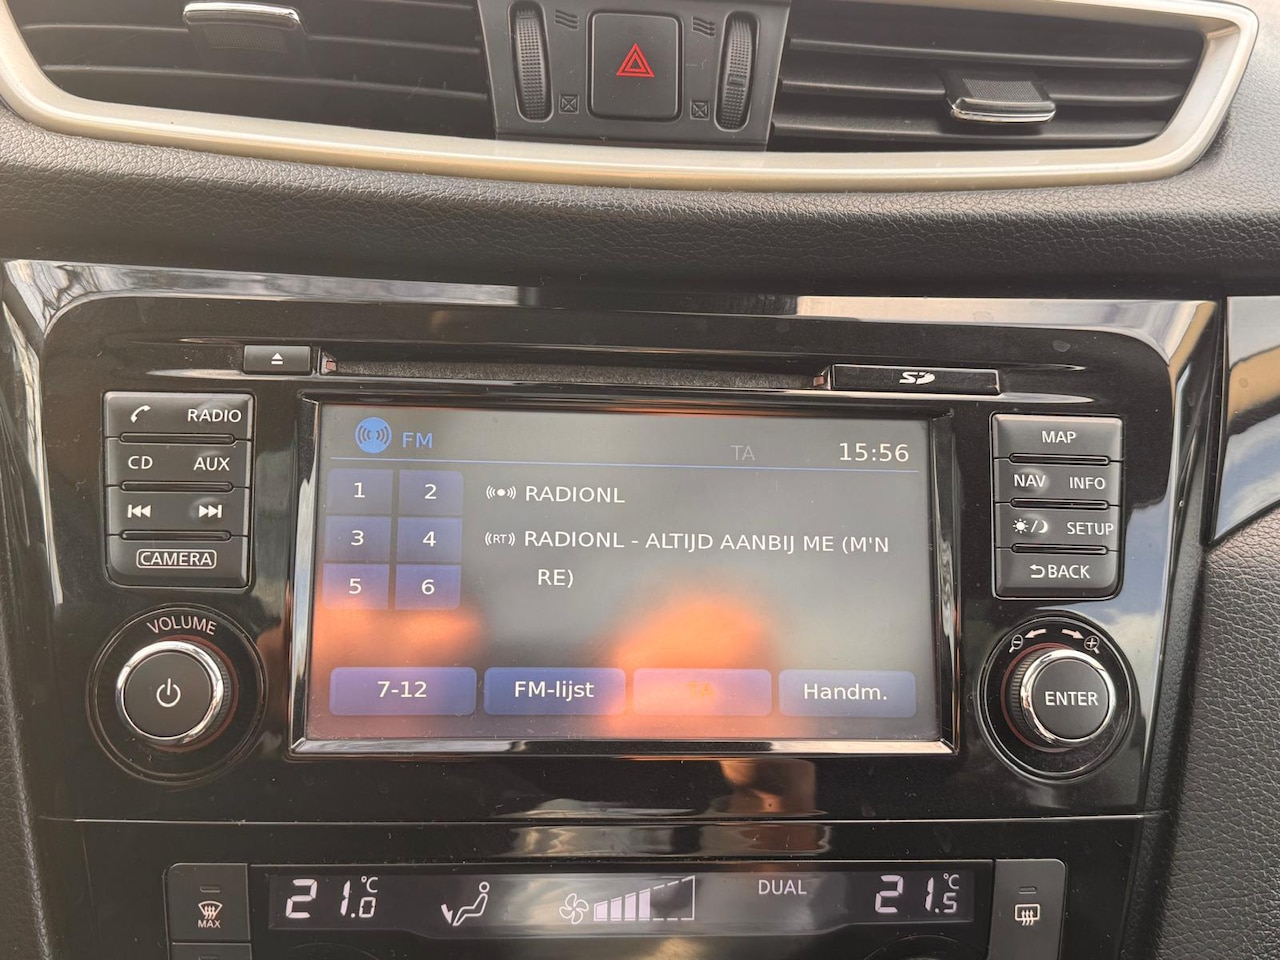 SD
RADIO
CD AUX
CAMERA
VOLUME
FM TA 15:56
1 2
3 4
5 6
RADIONL
(RT) RADIONL - ALTIJD AANBIJ ME (M'N
RE)
7-12 FM-lijst TA Handm.
MAP
NAV INFO
SETUP
BACK
ENTER
MAX
21.0 °C
DUAL
21.5 °C